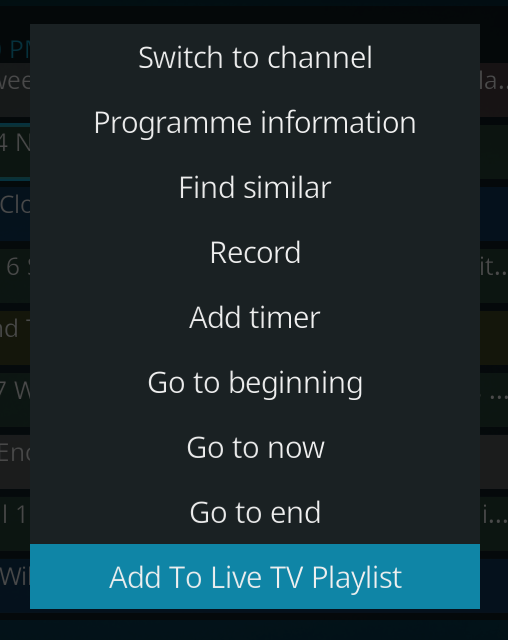 Switch to channel
Programme information
Find similar
Record
Add timer
Go to beginning
Go to now
Go to end
Add To Live TV Playlist